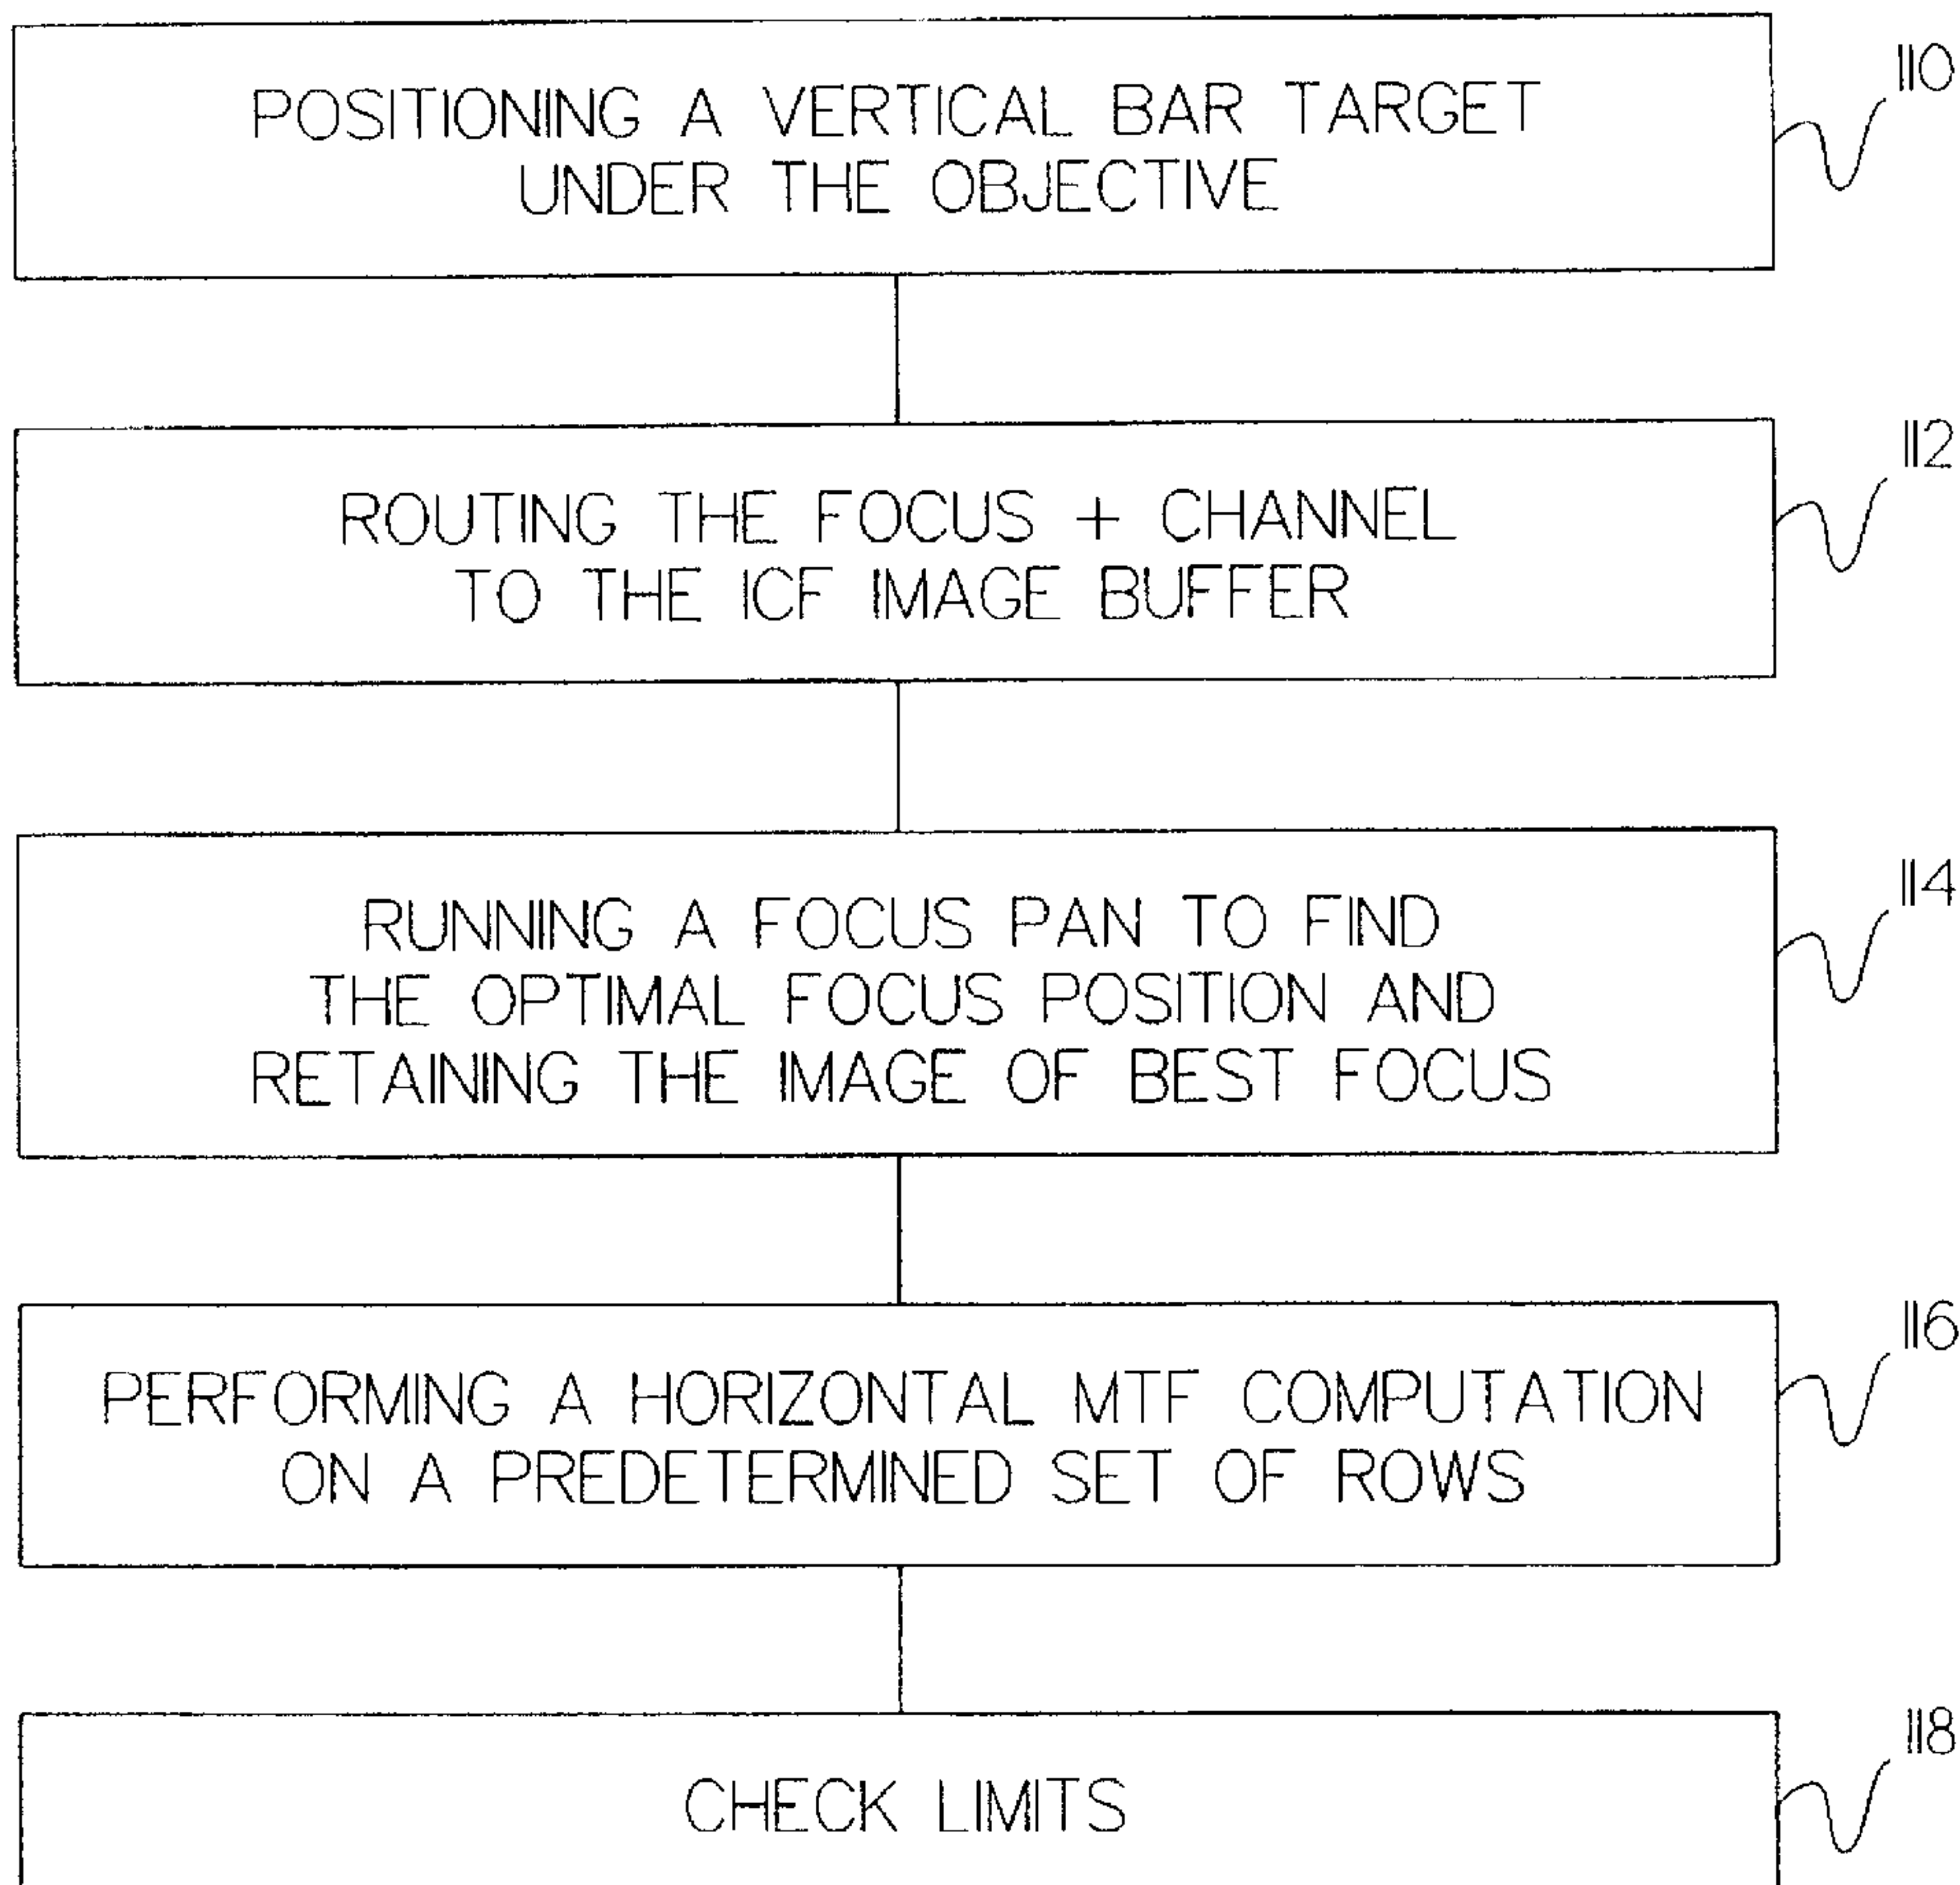 POSITIONING A VERTICAL BAR TARGET
UNDER THE OBJECTIVE
110
ROUTING THE FOCUS + CHANNEL
TO THE ICF IMAGE BUFFER
112
RUNNING A FOCUS PAN TO FIND
THE OPTIMAL FOCUS POSITION AND
RETAINING THE IMAGE OF BEST FOCUS
114
PERFORMING A HORIZONTAL MTF COMPUTATION
ON A PREDETERMINED SET OF ROWS
116
CHECK LIMITS
118